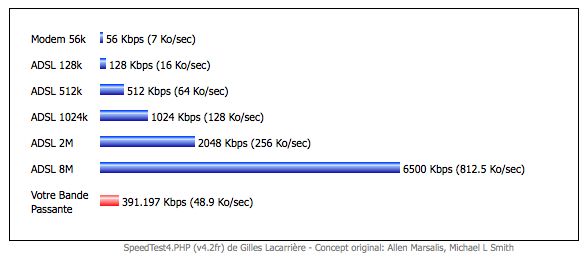 Modem 56k 56 Kbps (7 Ko/sec)
ADSL 128k 128 Kbps (16 Ko/sec)
ADSL 512k 512 Kbps (64 Ko/sec)
ADSL 1024k 1024 Kbps (128 Ko/sec)
ADSL 2M 2048 Kbps (256 Ko/sec)
ADSL 8M 6500 Kbps (812.5 Ko/sec)
Votre Bande
Passante 391.197 Kbps (48.9 Ko/sec)
SpeedTest4.PHP (v4.2fr) de Gilles Lacarrière - Concept original: Allen Marsalis, Michael L Smith